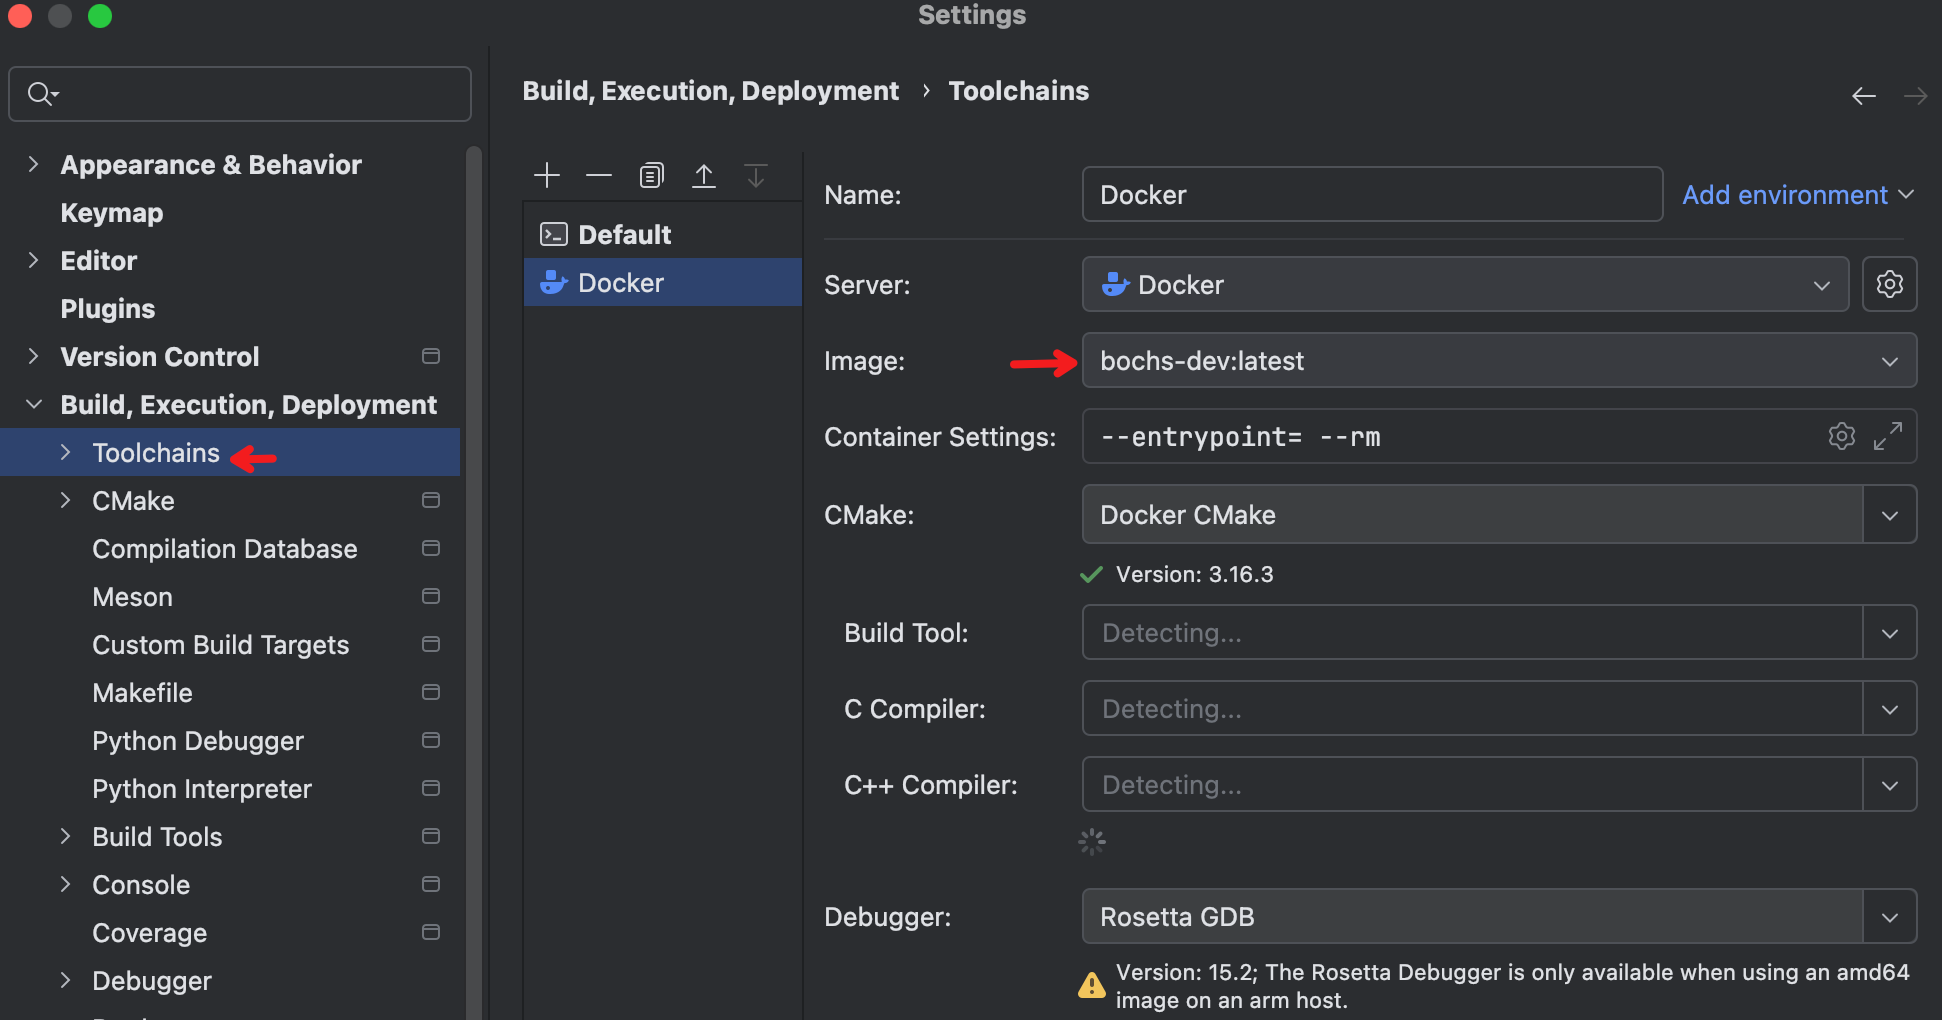 Settings
Build, Execution, Deployment › Toolchains
Appearance & Behavior
Keymap
Editor
Plugins
Version Control
Build, Execution, Deployment
Toolchains
CMake
Compilation Database
Meson
Custom Build Targets
Makefile
Python Debugger
Python Interpreter
Build Tools
Console
Coverage
Debugger
Default
Docker
Name: Docker Add environment
Server: Docker
Image: bochs-dev:latest
Container Settings: --entrypoint= --rm
CMake: Docker CMake
Version: 3.16.3
Build Tool: Detecting...
C Compiler: Detecting...
C++ Compiler: Detecting...
Debugger: Rosetta GDB
Version: 15.2; The Rosetta Debugger is only available when using an amd64
image on an arm host.